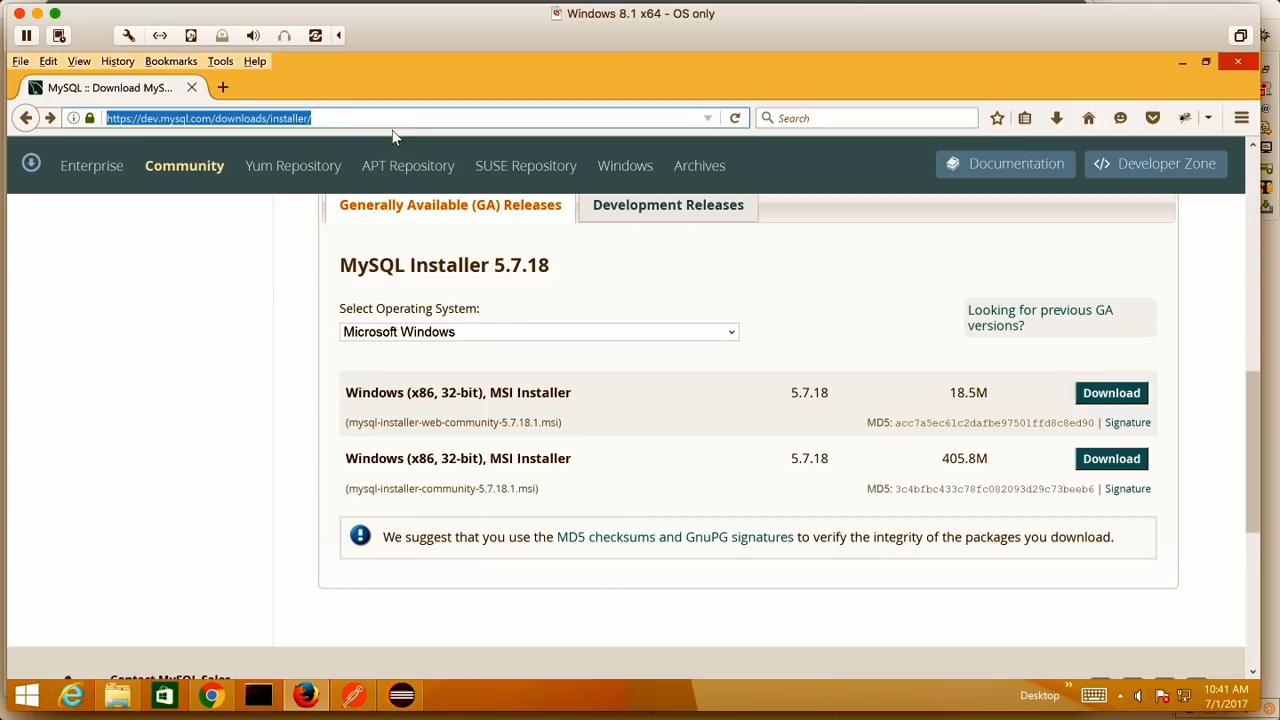 Windows 8.1 x64 - OS only
File Edit View History Bookmarks Tools Help
MySQL :: Download MyS...
https://dev.mysql.com/downloads/installer/
Search
Enterprise Community Yum Repository APT Repository SUSE Repository Windows Archives Documentation Developer Zone
Generally Available (GA) Releases Development Releases
MySQL Installer 5.7.18
Select Operating System:
Looking for previous GA
versions?
Microsoft Windows
Windows (x86, 32-bit), MSI Installer 5.7.18 18.5M Download
(mysql-installer-web-community-5.7.18.1.msi) MD5: acc7a5ec61c2dafbe97501ffd8c8ed90 | Signature
Windows (x86, 32-bit), MSI Installer 5.7.18 405.8M Download
(mysql-installer-community-5.7.18.1.msi) MD5: 3c4bfbc433c78fc082093d29c73beeb6 | Signature
We suggest that you use the MD5 checksums and GnuPG signatures to verify the integrity of the packages you download.
Contact MySQL Sales
Desktop
10:41 AM
7/1/2017